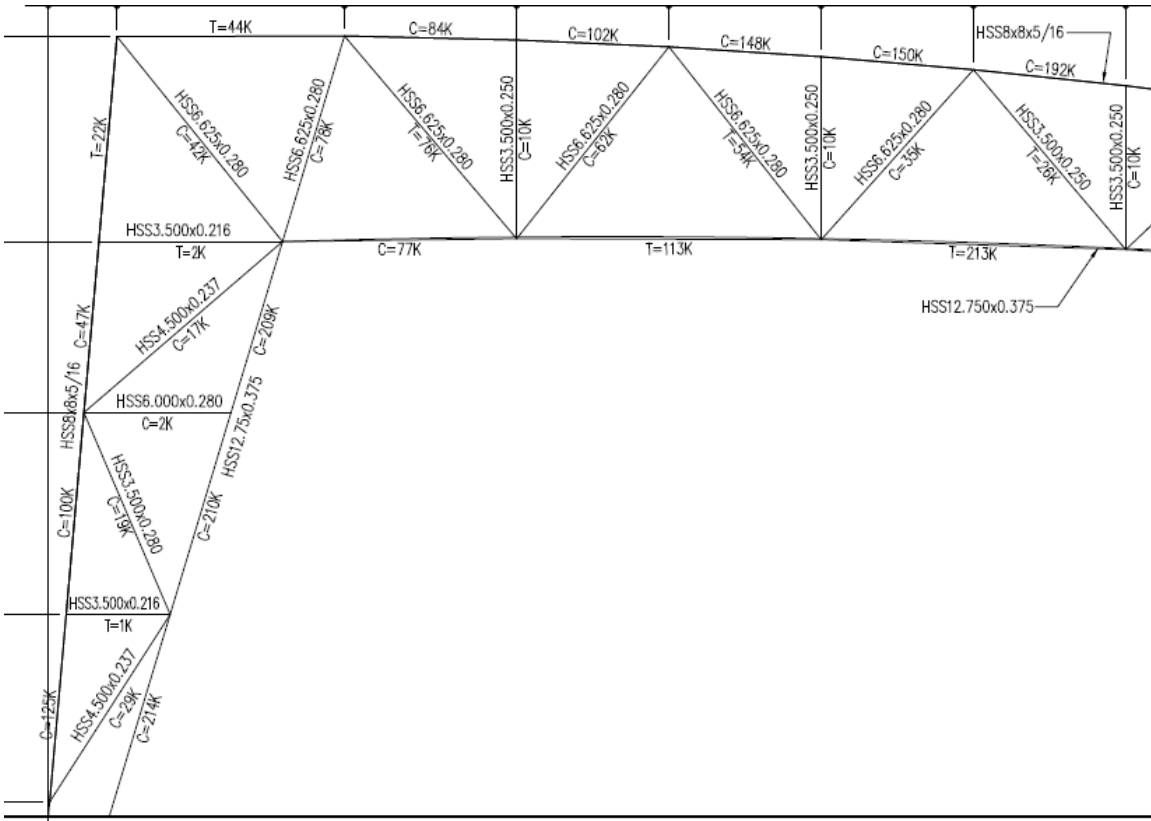 T=44K
C=84K
C=102K
C=148K
C=150K
C=192K
HSS8x8x5/16
T=22K
HSS6.625x0.280
C=42K
HSS6.625x0.280
C=78K
HSS6.625x0.280
T=76K
HSS3.500x0.250
C=10K
HSS6.625x0.280
C=62K
HSS6.625x0.280
T=54K
HSS3.500x0.250
C=10K
HSS6.625x0.280
C=35K
HSS3.500x0.250
T=26K
HSS3.500x0.250
C=10K
HSS3.500x0.216
T=2K
C=77K
T=113K
T=213K
HSS12.750x0.375
C=47K
HSS4.500x0.237
C=17K
C=209K
HSS8x8x5/16
HSS6.000x0.280
C=2K
HSS12.75x0.375
C=100K
HSS3.500x0.280
C=19K
C=210K
HSS3.500x0.216
T=1K
C=125K
HSS4.500x0.237
C=29K
C=214K